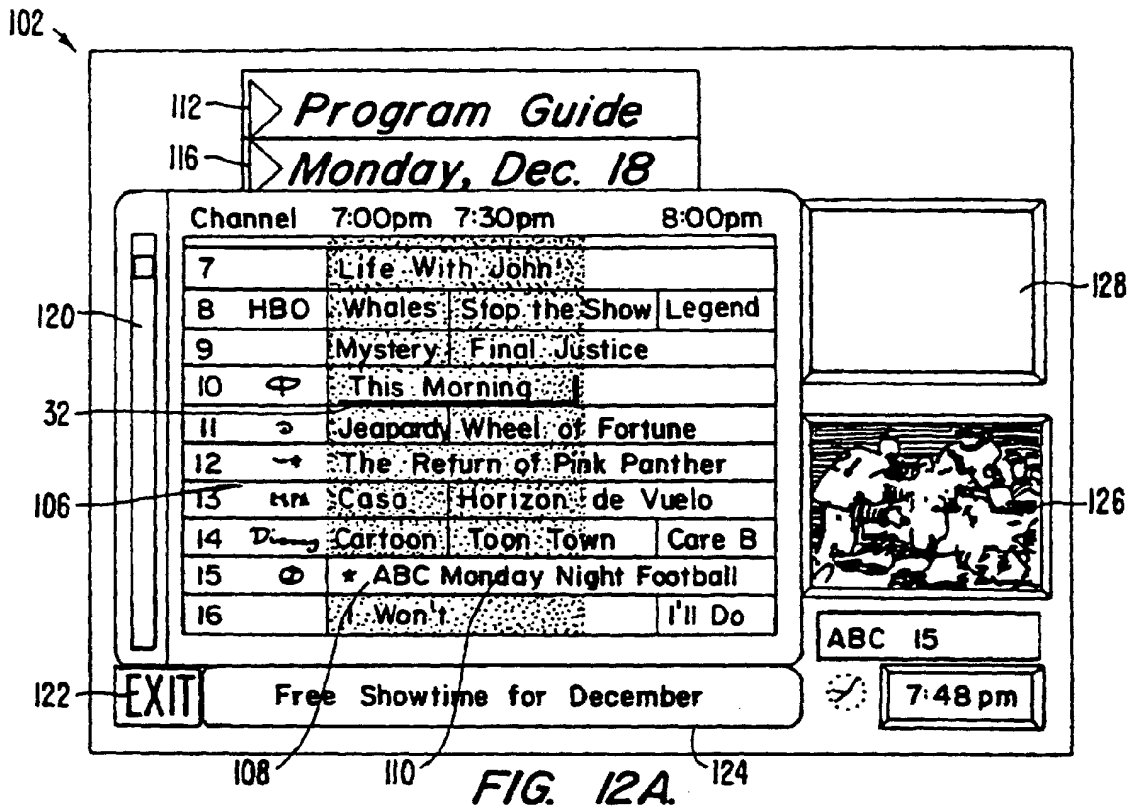 102
112
Program Guide
116
Monday, Dec. 18
Channel 7:00pm 7:30pm 8:00pm
7 Life With John
8 HBO Whales Stop the Show Legend
128
120
9 Mystery Final Justice
10 This Morning
32
11 Jeapardy Wheel of Fortune
12 The Return of Pink Panther
106
13 Casa Horizon de Vuelo
126
14 Disney Cartoon Toon Town Care B
15 * ABC Monday Night Football
16 I Won't I'll Do
ABC 15
122
EXIT
Free Showtime for December
7:48 pm
108
110
124
FIG. 12A.